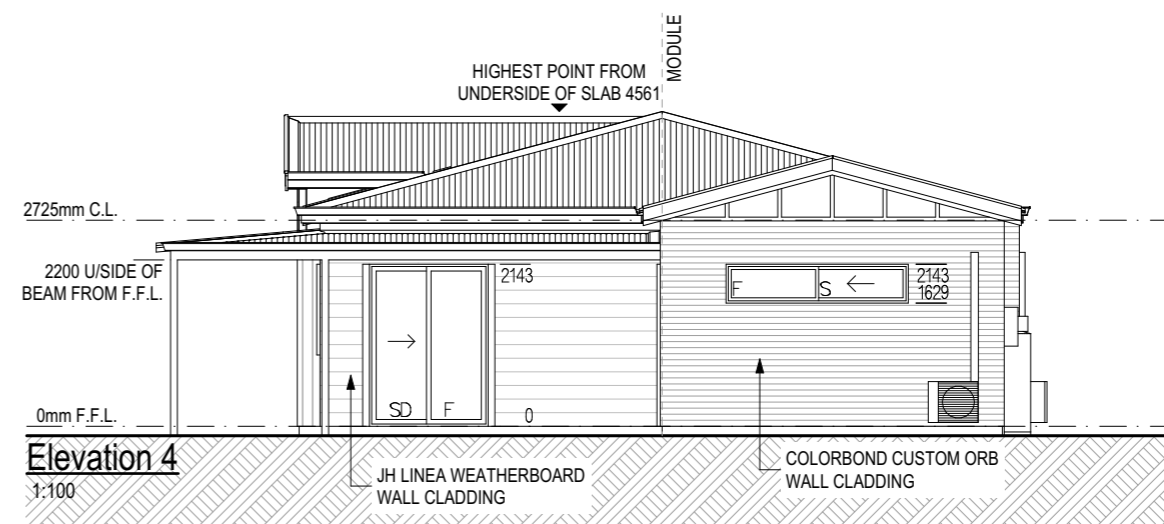 MODULE
HIGHEST POINT FROM
UNDERSIDE OF SLAB 4561
2725mm C.L.
2200 U/SIDE OF
BEAM FROM F.F.L.
2143
F
S
2143
1629
SD
F
0mm F.F.L.
0
Elevation 4
1:100
JH LINEA WEATHERBOARD
WALL CLADDING
COLORBOND CUSTOM ORB
WALL CLADDING